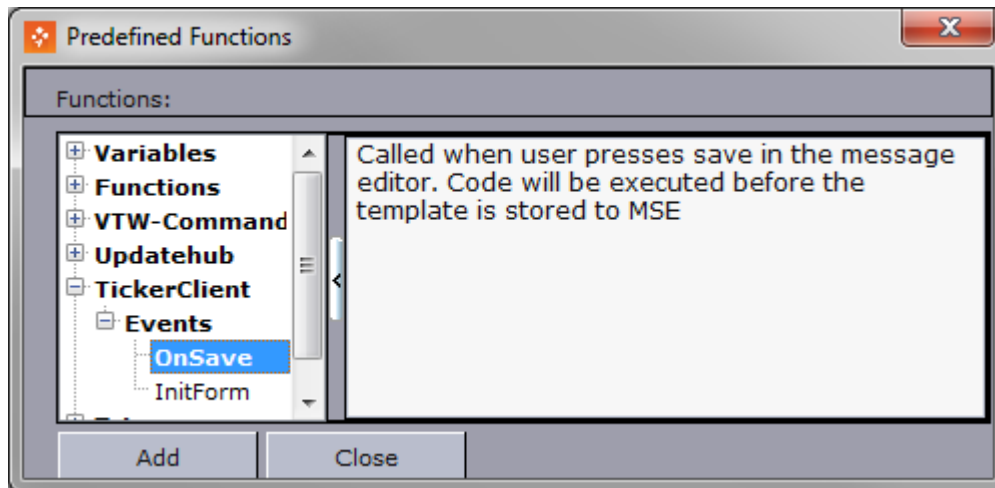 Predefined Functions
Functions:
Variables
Functions
VTW-Command
Updatehub
TickerClient
Events
OnSave
InitForm
Called when user presses save in the message
editor. Code will be executed before the
template is stored to MSE
Add
Close